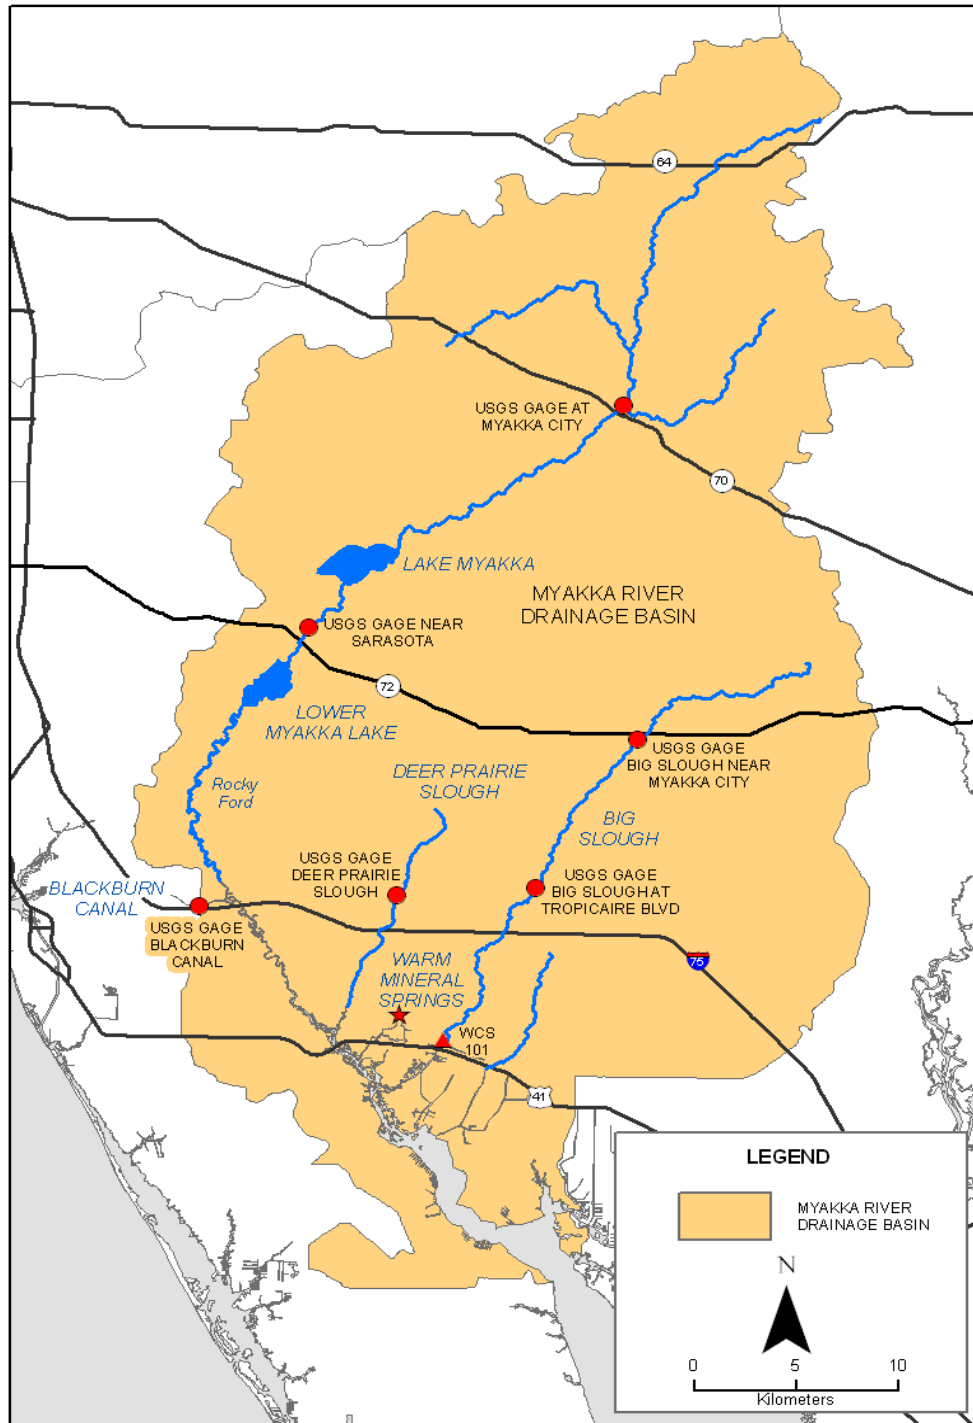 64
USGS GAGE AT
MYAKKA CITY
70
LAKE MYAKKA
MYAKKA RIVER
DRAINAGE BASIN
USGS GAGE NEAR
SARASOTA
72
LOWER
MYAKKA LAKE
USGS GAGE
BIG SLOUGH NEAR
MYAKKA CITY
DEER PRAIRIE
SLOUGH
Rocky
Ford
BIG
SLOUGH
USGS GAGE
DEER PRAIRIE
SLOUGH
USGS GAGE
BIG SLOUGH AT
TROPICAIRE BLVD
BLACKBURN
CANAL
USGS GAGE
BLACKBURN
CANAL
WARM
MINERAL
SPRINGS
75
WCS
101
41
LEGEND
MYAKKA RIVER
DRAINAGE BASIN
N
0 5 10
Kilometers